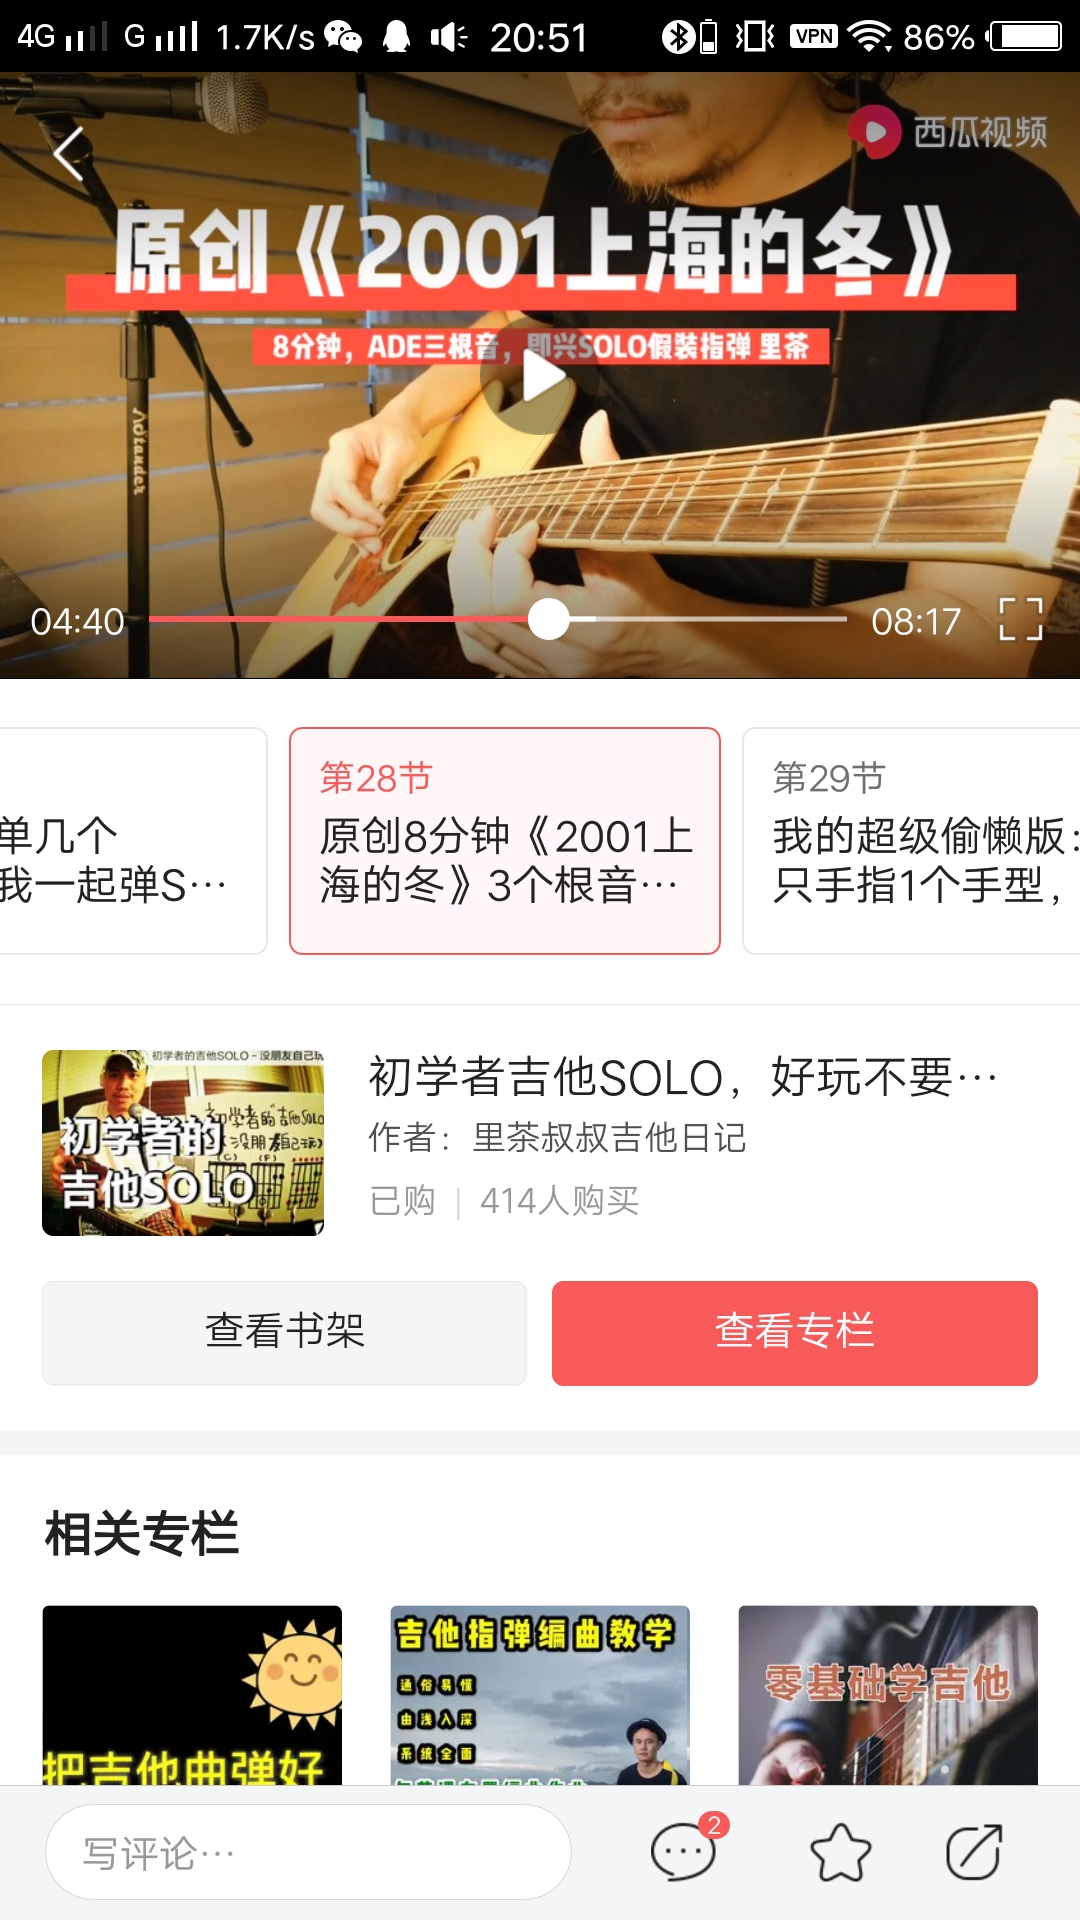 4G G 1.7K/s 20:51 VPN 86%
西瓜视频
原创《2001上海的冬》
8分钟，ADE三根音，即兴SOLO假装指弹 里茶
Adtander
04:40 08:17
第28节
第29节
单几个
我一起弹S…
原创8分钟《2001上
海的冬》3个根音…
我的超级偷懒版:
只手指1个手型，
初学者的吉他SOLO - 没朋友自己玩
初学者的吉他SOLO
(没朋友自己玩)
初学者的
吉他SOLO
(C) (F)
初学者吉他SOLO，好玩不要…
作者：里茶叔叔吉他日记
已购 | 414人购买
查看书架
查看专栏
相关专栏
把吉他曲弹好
吉他指弹编曲教学
通俗易懂
由浅入深
系统全面
零基础学吉他
写评论…
2